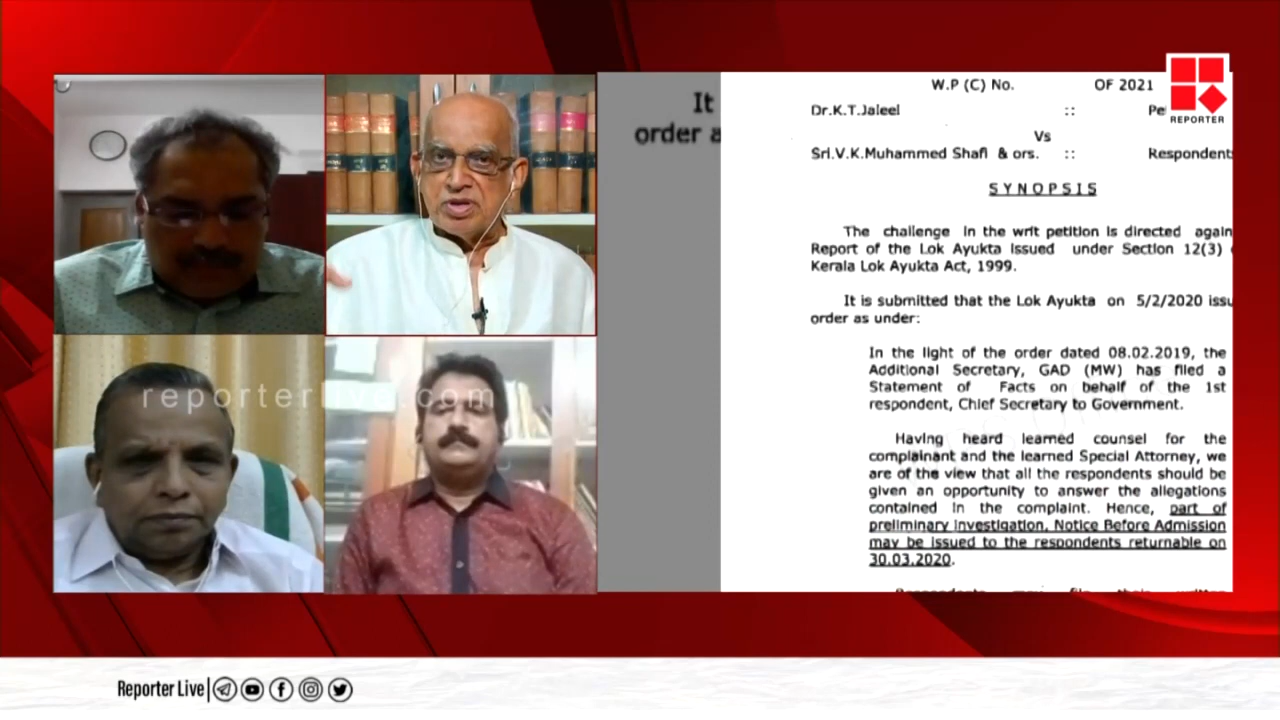 It
order a
W.P (C) No. OF 2021
Dr.K.T.Jaleel ::
Vs
Sri.V.K.Muhammed Shafi & ors. :: Respondent
SYNOPSIS
The challenge in the writ petition is directed again
Report of the Lok Ayukta issued under Section 12(3)
Kerala Lok Ayukta Act, 1999.
It is submitted that the Lok Ayukta on 5/2/2020 issu
order as under:
In the light of the order dated 08.02.2019, the
Additional Secretary, GAD (MW) has filed a
Statement of Facts on behalf of the 1st
respondent, Chief Secretary to Government.
Having heard learned counsel for the
complainant and the learned Special Attorney, we
are of the view that all the respondents should be
given an opportunity to answer the allegations
contained in the complaint. Hence, part of
preliminary investigation, Notice Before Admission
may be issued to the respondents returnable on
30.03.2020.
REPORTER
reporterlive.com
Reporter Live